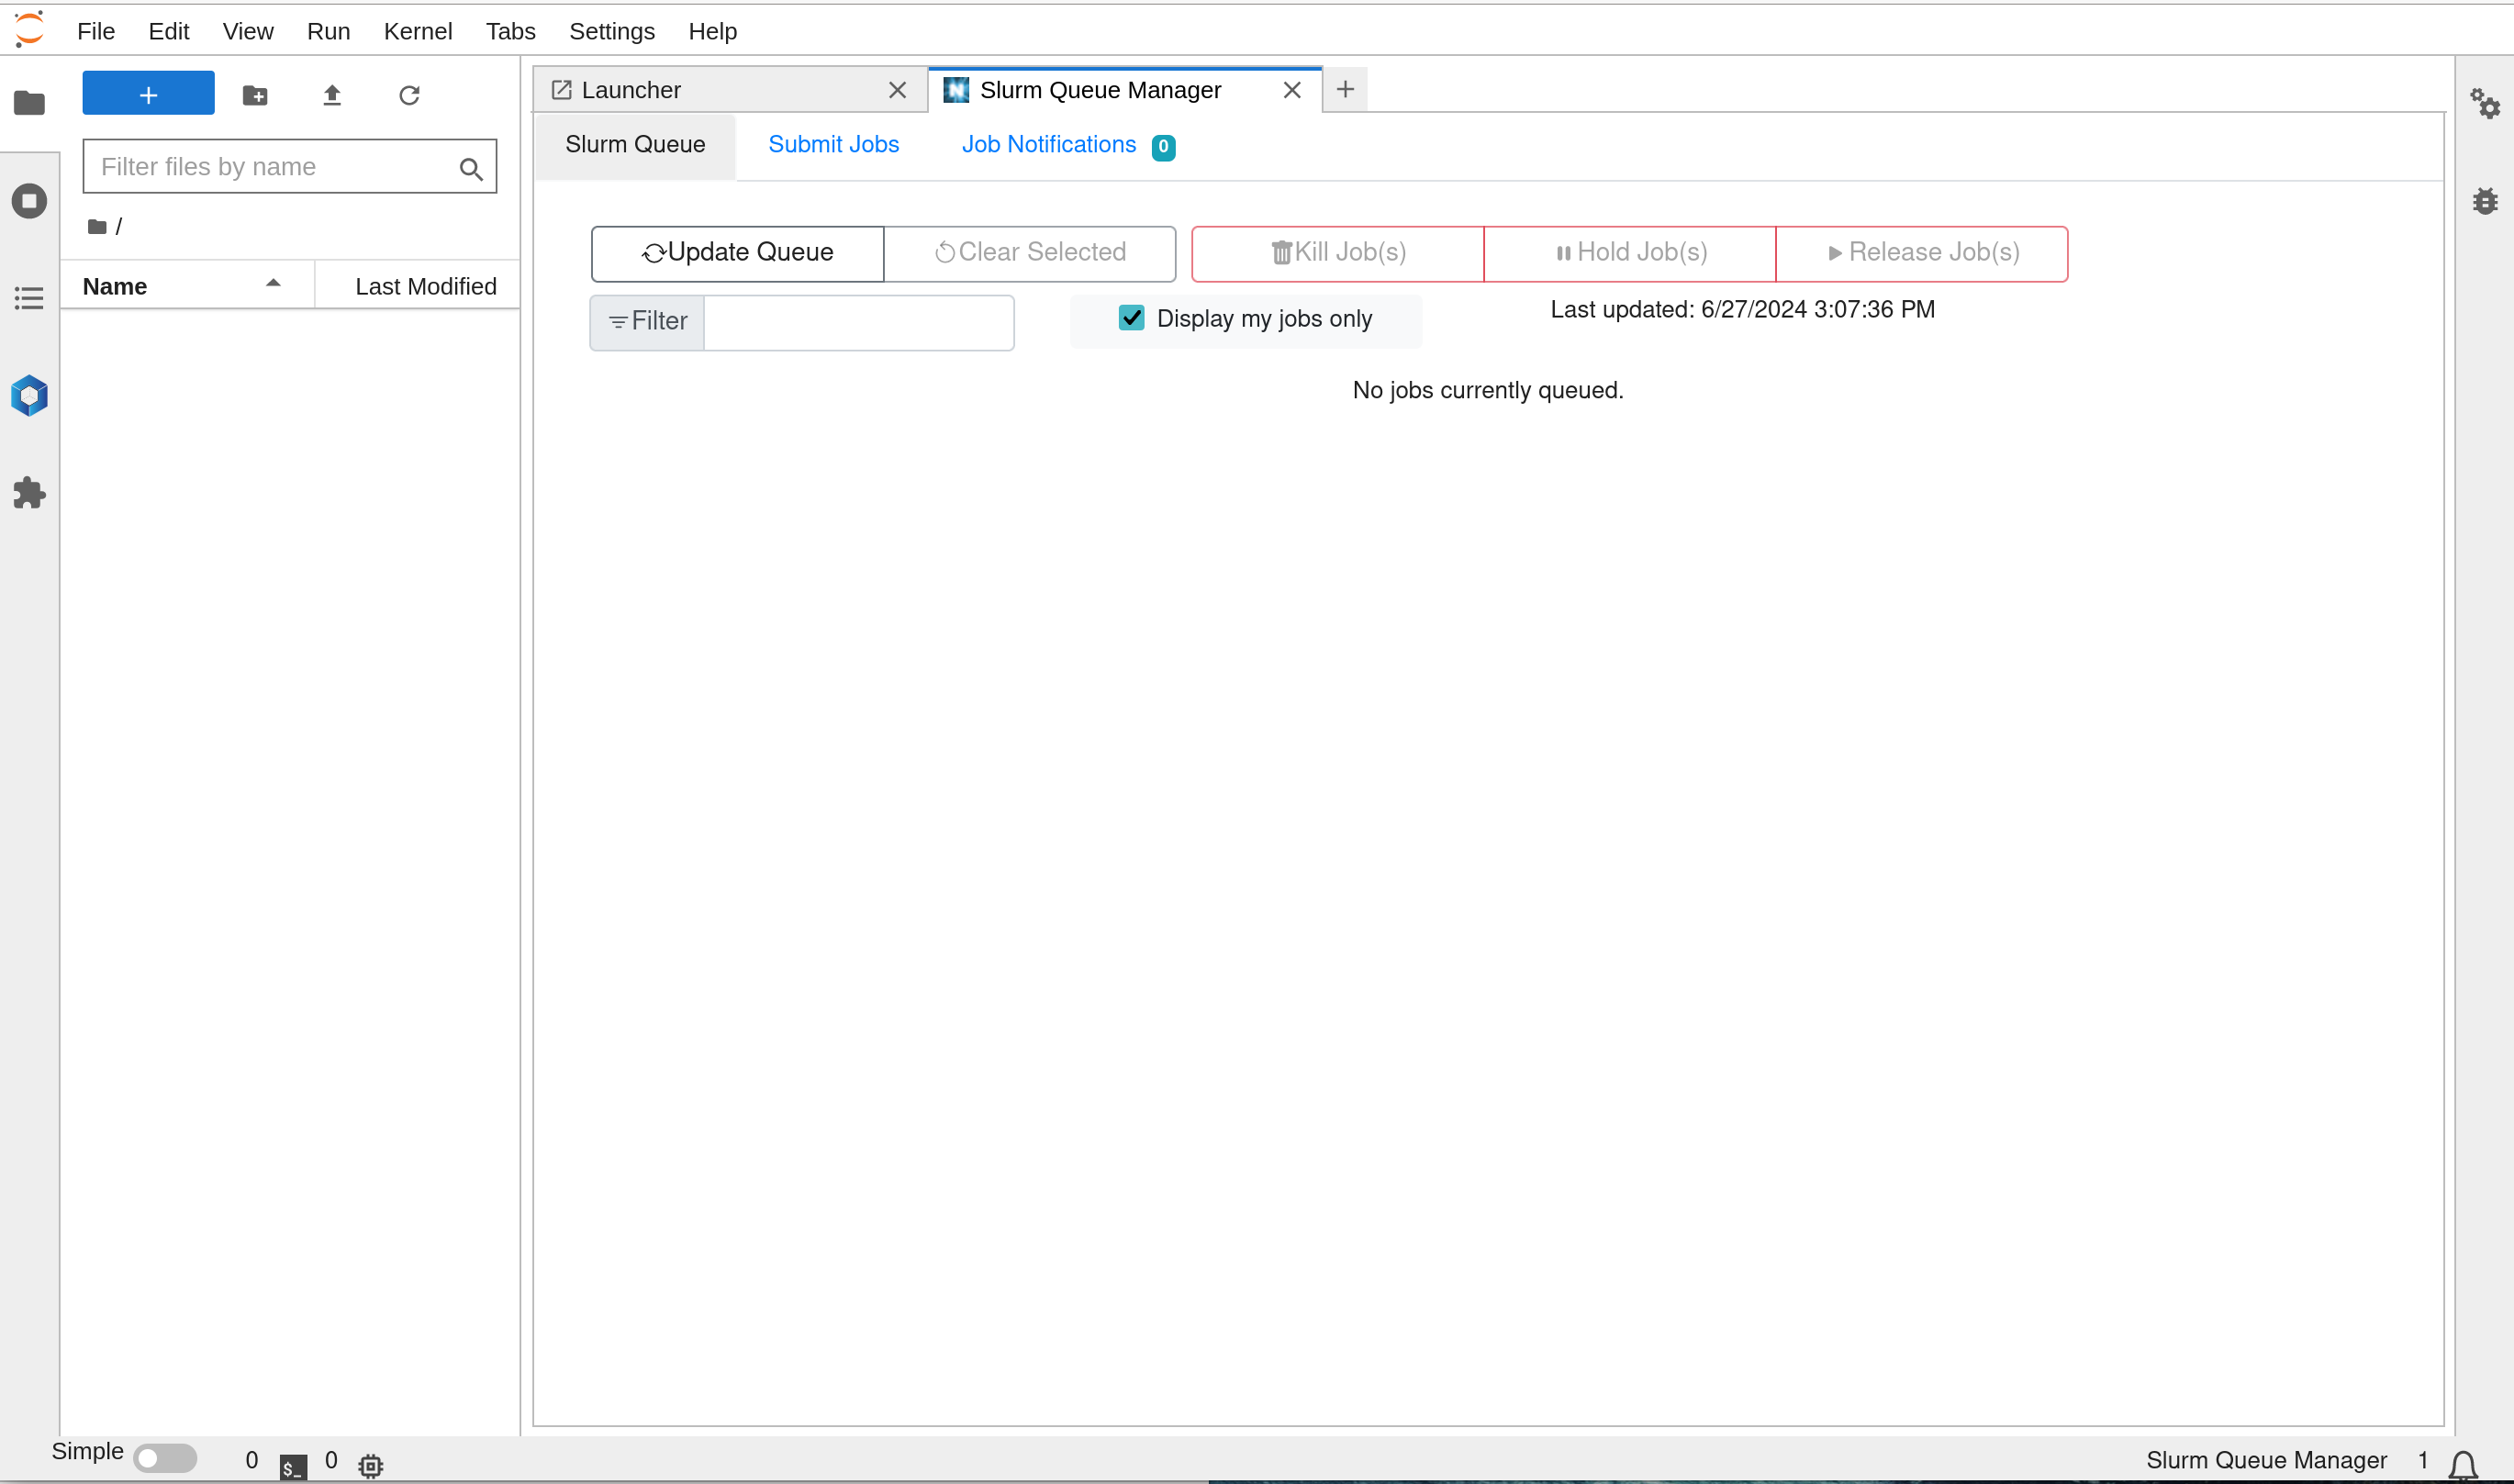 File Edit View Run Kernel Tabs Settings Help
+
Filter files by name
/
Name Last Modified
Launcher
N Slurm Queue Manager
+
Slurm Queue Submit Jobs Job Notifications 0
Update Queue Clear Selected Kill Job(s) Hold Job(s) Release Job(s)
Filter Display my jobs only Last updated: 6/27/2024 3:07:36 PM
No jobs currently queued.
Simple 0 $_ 0 Slurm Queue Manager 1